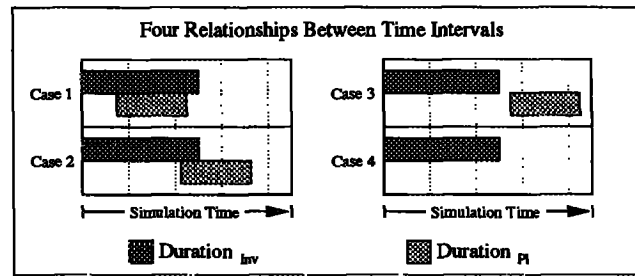 Four Relationships Between Time Intervals
Case 1
Case 2
Simulation Time
Case 3
Case 4
Simulation Time
Duration Inv
Duration Pi